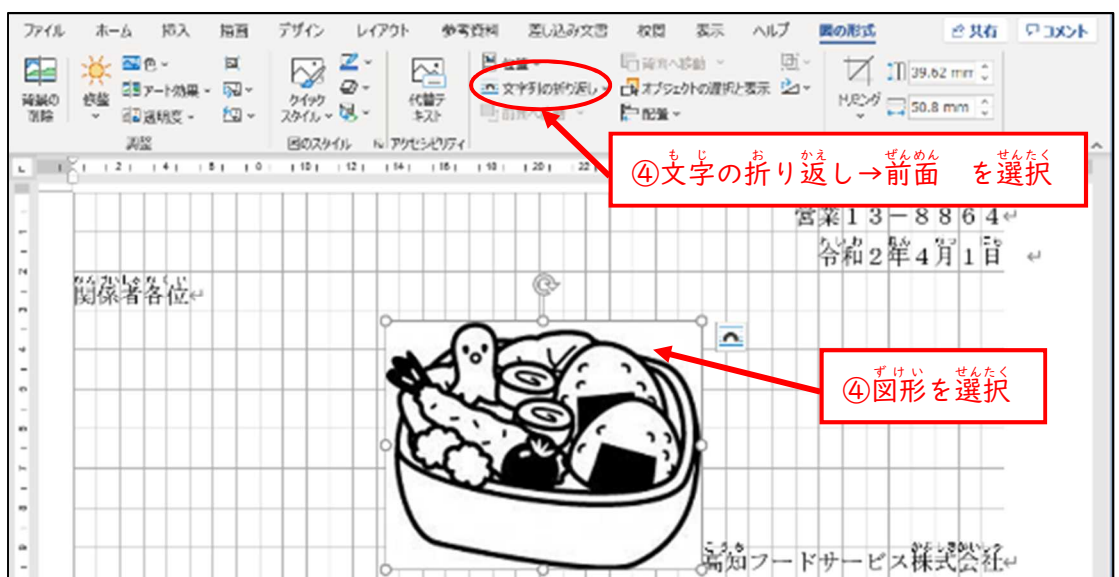 ファイル ホーム 挿入 描画 デザイン レイアウト 参考資料 差し込み文書 校閲 表示 ヘルプ 図の形式 共有 コメント
背景の削除 修整 色 アート効果 透明度 クイックスタイル 代替テキスト 文字列の折り返し 背面へ移動 オブジェクトの選択と表示 配置 トリミング 39.62 mm 50.8 mm
調整 図のスタイル アクセシビリティ
④文字の折り返し→前面 を選択
営業13-8864
令和2年4月1日
関係者各位
④図形を選択
高知フードサービス株式会社